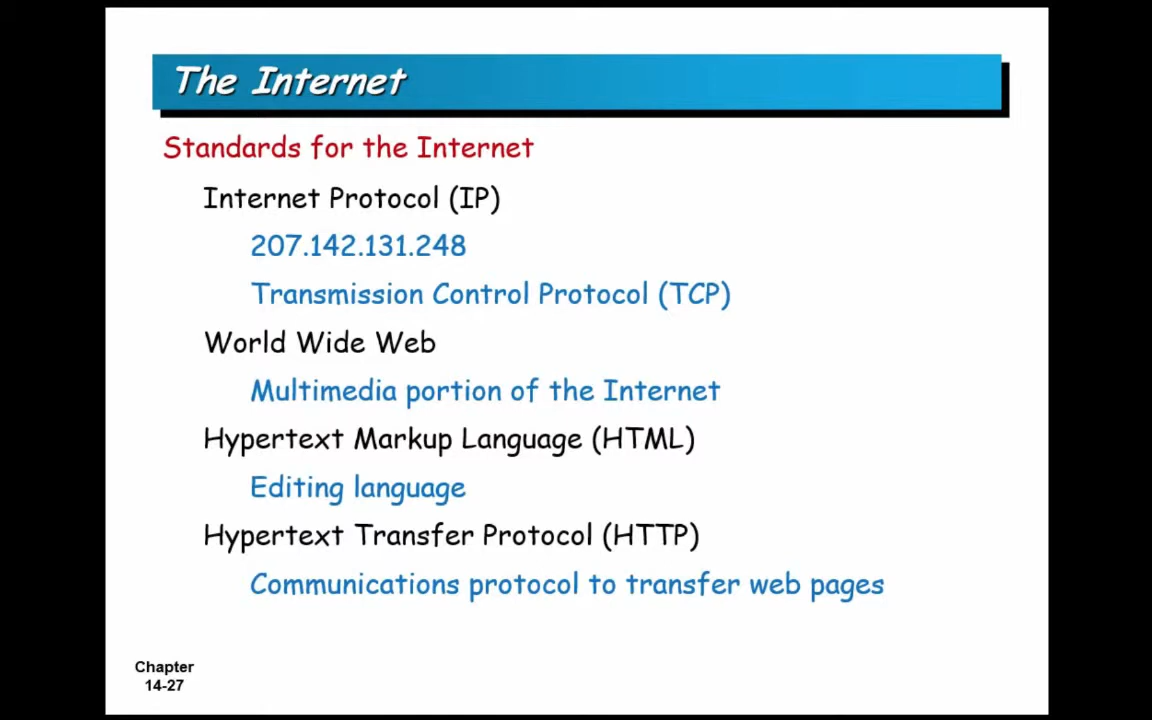 The Internet
Standards for the Internet
Internet Protocol (IP)
207.142.131.248
Transmission Control Protocol (TCP)
World Wide Web
Multimedia portion of the Internet
Hypertext Markup Language (HTML)
Editing language
Hypertext Transfer Protocol (HTTP)
Communications protocol to transfer web pages
Chapter
14-27